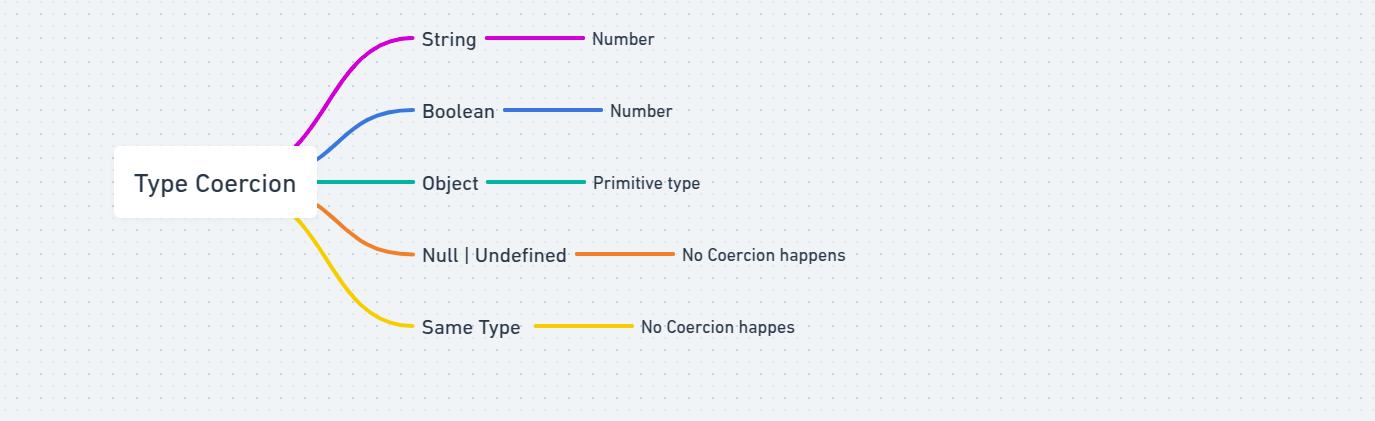 String Number
Boolean Number
Type Coercion
Object Primitive type
Null | Undefined No Coercion happens
Same Type No Coercion happes